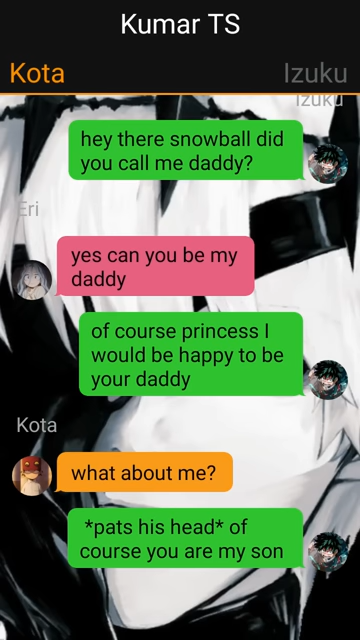 Kumar TS
Kota
Izuku
Izuku
hey there snowball did
you call me daddy?
Eri
yes can you be my
daddy
of course princess I
would be happy to be
your daddy
Kota
what about me?
*pats his head* of
course you are my son